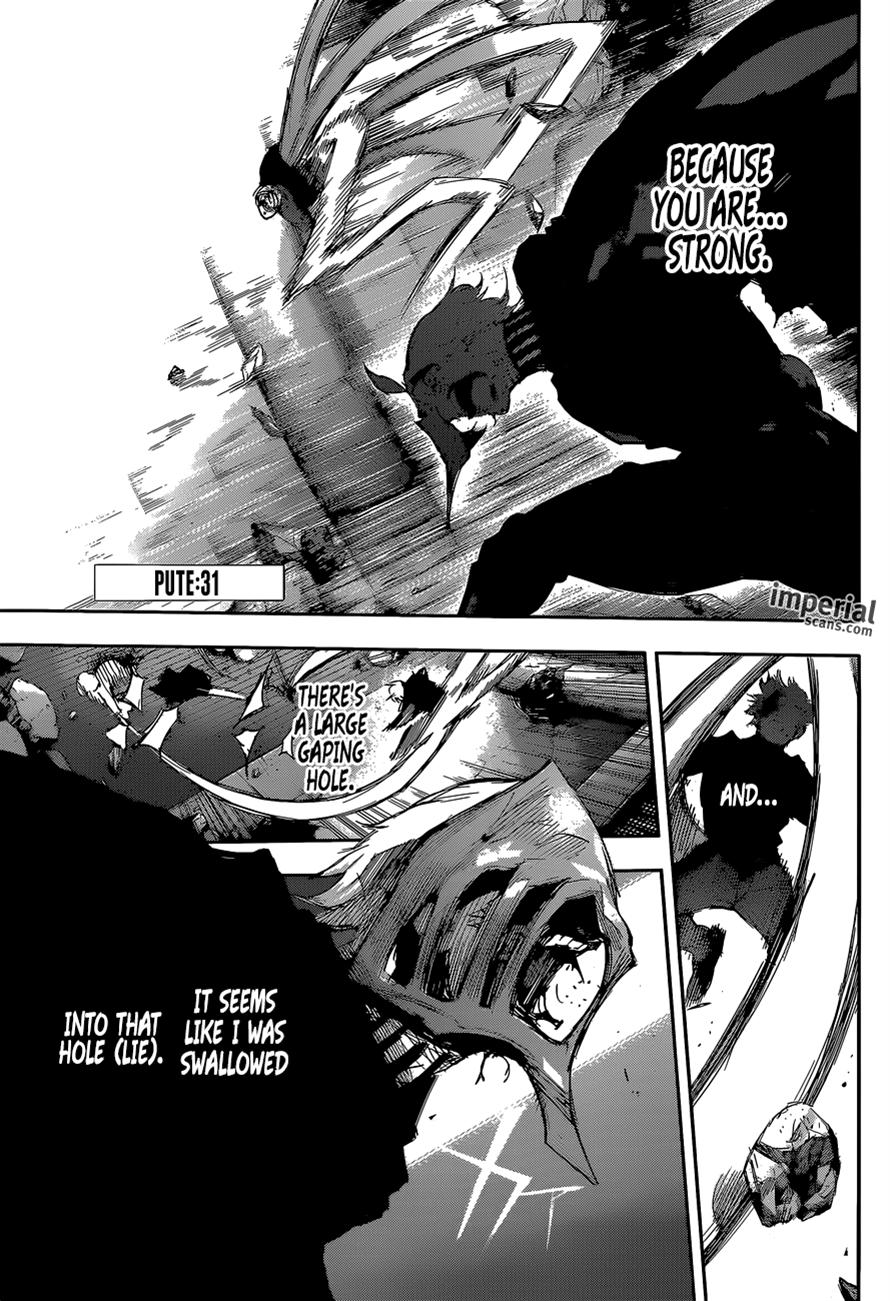 BECAUSE
YOU ARE...
STRONG.
PUTE:31
imperial
scans.com
AND...
THERE'S
A LARGE
GAPING
HOLE.
IT SEEMS
LIKE I WAS
SWALLOWED
INTO THAT
HOLE (LIE).